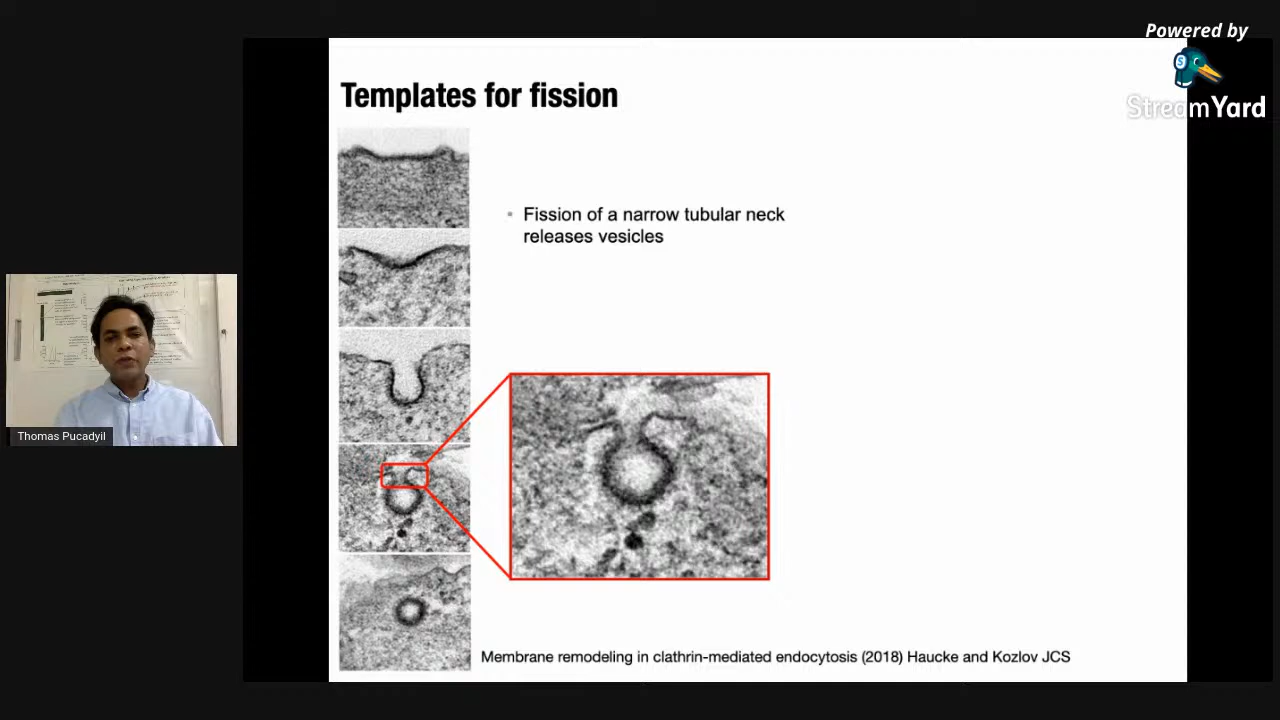 Powered by
StreamYard
Templates for fission
Fission of a narrow tubular neck
releases vesicles
Thomas Pucadyil
Membrane remodeling in clathrin-mediated endocytosis (2018) Haucke and Kozlov JCS